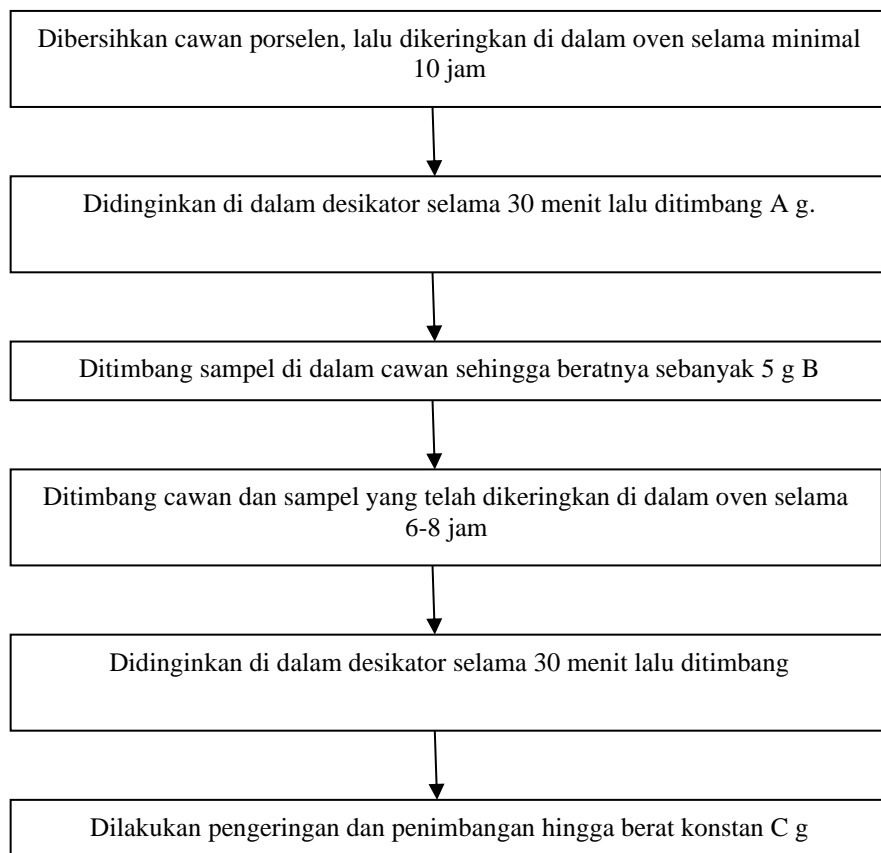 Dibersihkan cawan porselen, lalu dikeringkan di dalam oven selama minimal
10 jam
Didinginkan di dalam desikator selama 30 menit lalu ditimbang A g.
Ditimbang sampel di dalam cawan sehingga beratnya sebanyak 5 g B
Ditimbang cawan dan sampel yang telah dikeringkan di dalam oven selama
6-8 jam
Didinginkan di dalam desikator selama 30 menit lalu ditimbang
Dilakukan pengeringan dan penimbangan hingga berat konstan C g